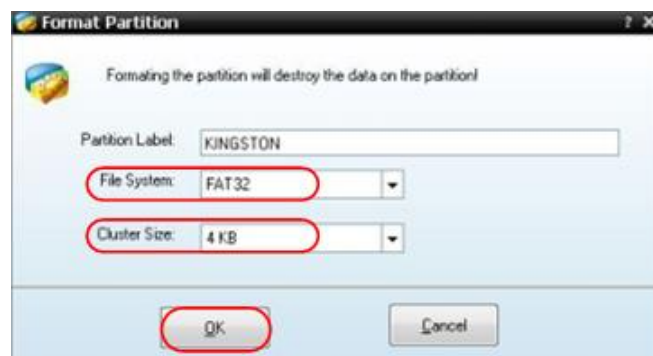 Format Partition
Formating the partition will destroy the data on the partition!
Partition Label: KINGSTON
File System: FAT32
Cluster Size: 4 KB
OK Cancel